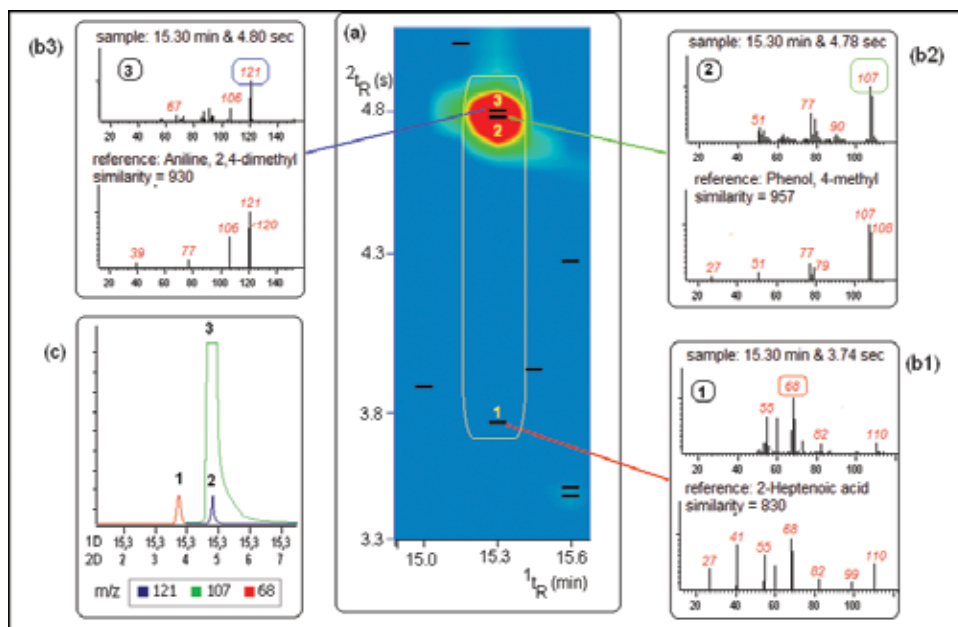 (b3)
sample: 15.30 min & 4.80 sec
3
121
67
106
20 40 60 80 100 120 140
reference: Aniline, 2,4-dimethyl
similarity = 930
121
120
106
39
77
20 40 60 80 100 120 140
(a)
²tR (s)
4.8
4.3
3.8
3.3
3
2
1
15.0 15.3 15.6
¹tR (min)
(b2)
sample: 15.30 min & 4.78 sec
2
107
77
51
90
20 40 60 80 100
reference: Phenol, 4-methyl
similarity = 957
107
108
77
79
51
27
20 40 60 80 100
(c)
3
1
2
1D 15,3 15,3 15,3 15,3 15,3 15,3
2D 2 3 4 5 6 7
m/z 121 107 68
(b1)
sample: 15.30 min & 3.74 sec
1
68
55
82
110
20 40 60 80 100
reference: 2-Heptenoic acid
similarity = 830
68
41
55
27
82
99
110
20 40 60 80 100